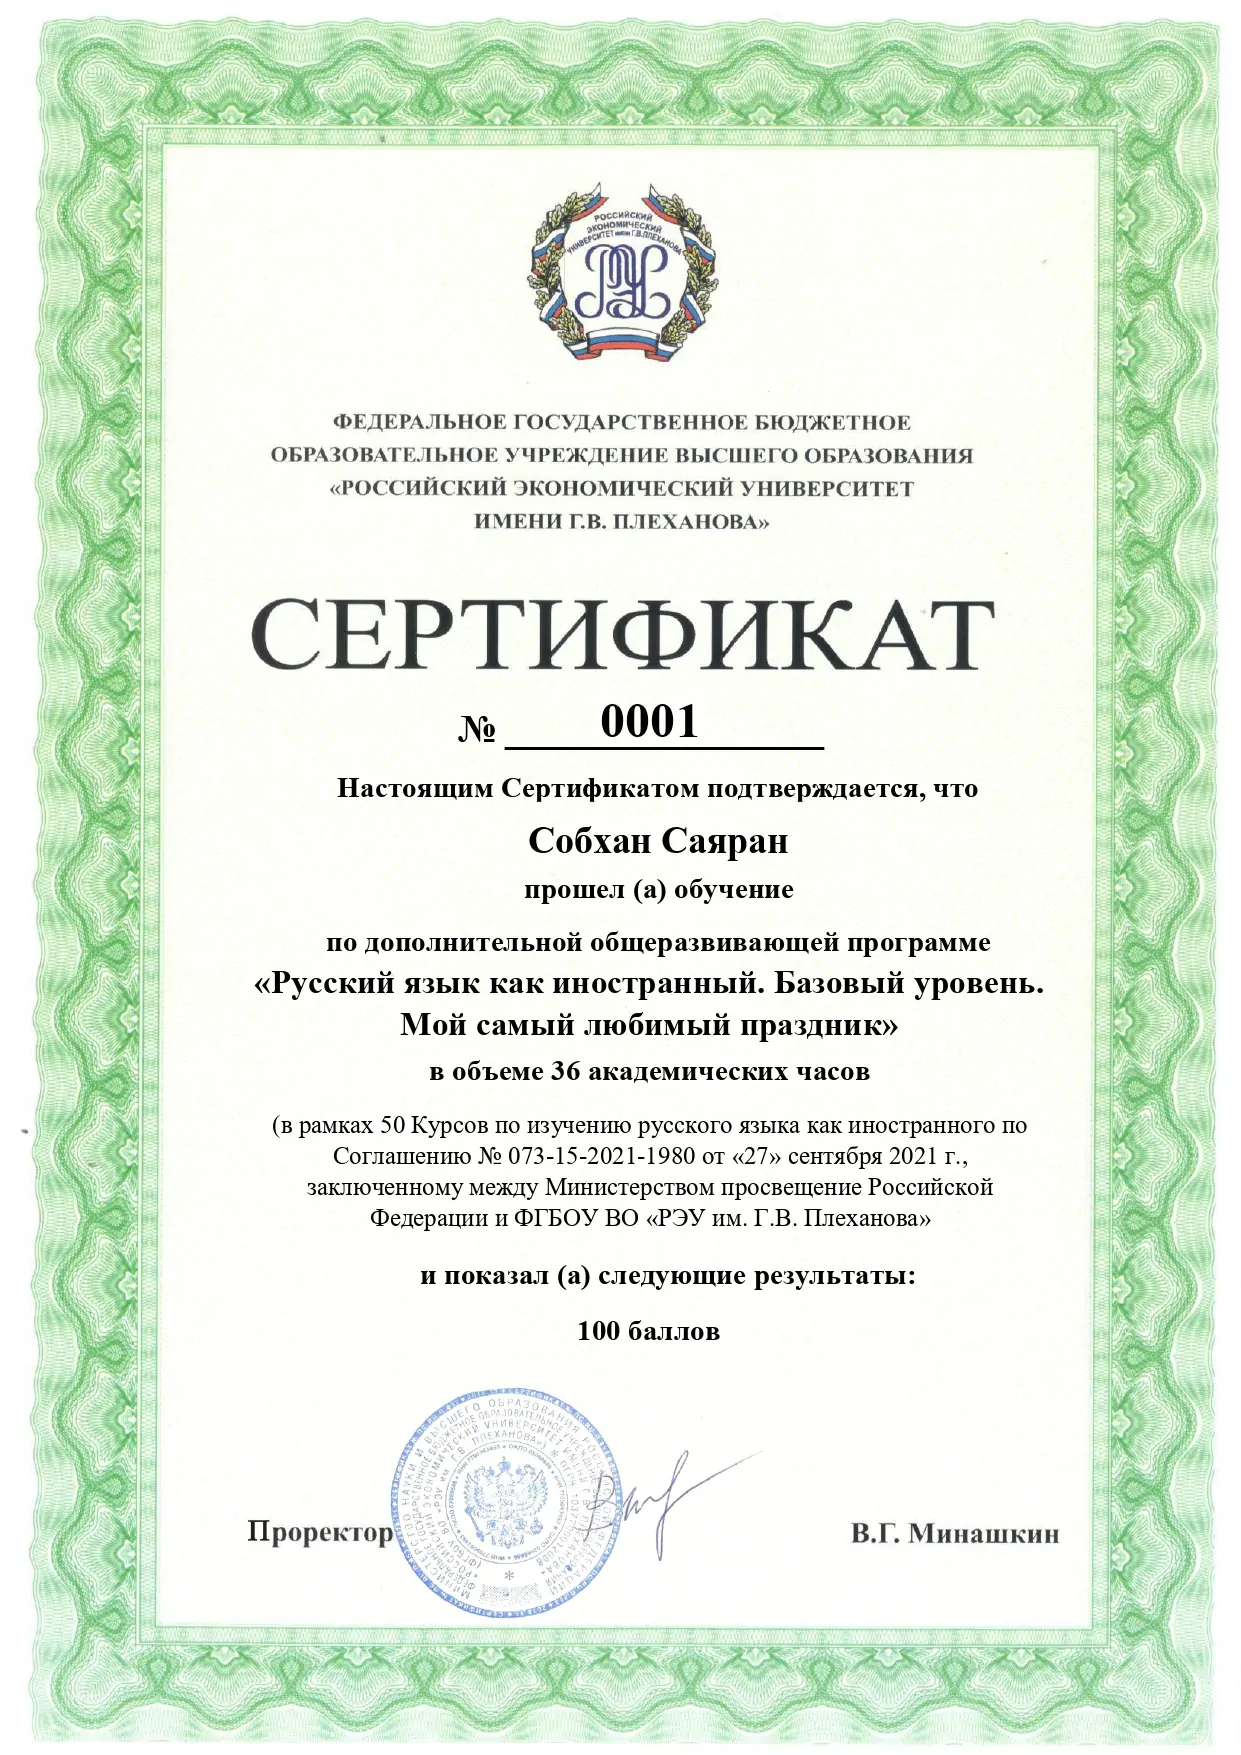 РОССИЙСКИЙ
ЭКОНОМИЧЕСКИЙ
УНИВЕРСИТЕТ ИМЕНИ Г.В.ПЛЕХАНОВА
ФЕДЕРАЛЬНОЕ ГОСУДАРСТВЕННОЕ БЮДЖЕТНОЕ
ОБРАЗОВАТЕЛЬНОЕ УЧРЕЖДЕНИЕ ВЫСШЕГО ОБРАЗОВАНИЯ
«РОССИЙСКИЙ ЭКОНОМИЧЕСКИЙ УНИВЕРСИТЕТ
ИМЕНИ Г.В. ПЛЕХАНОВА»
СЕРТИФИКАТ
№ 0001
Настоящим Сертификатом подтверждается, что
Собхан Саяран
прошел (а) обучение
по дополнительной общеразвивающей программе
«Русский язык как иностранный. Базовый уровень.
Мой самый любимый праздник»
в объеме 36 академических часов
(в рамках 50 Курсов по изучению русского языка как иностранного по
Соглашению № 073-15-2021-1980 от «27» сентября 2021 г.,
заключенному между Министерством просвещение Российской
Федерации и ФГБОУ ВО «РЭУ им. Г.В. Плеханова»
и показал (а) следующие результаты:
100 баллов
Проректор
В.Г. Минашкин